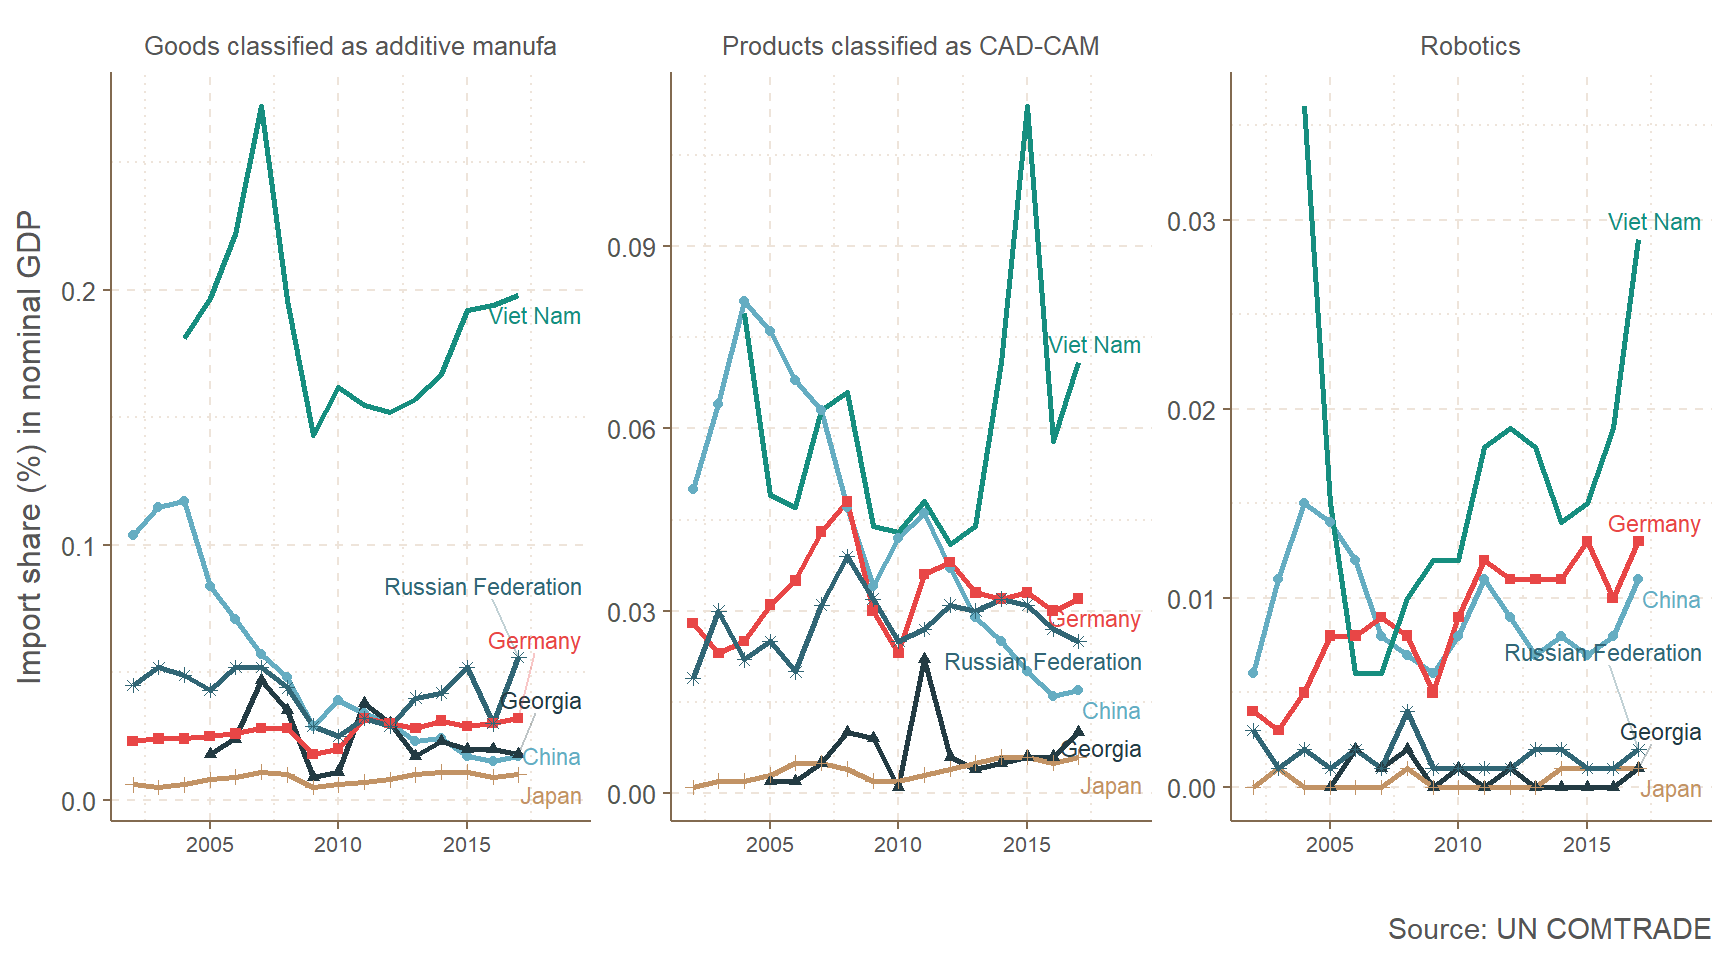 Goods classified as additive manufa
Products classified as CAD-CAM
Robotics
Import share (%) in nominal GDP
0.2
0.1
0.0
Viet Nam
Russian Federation
Germany
Georgia
China
Japan
2005
2010
2015
0.09
0.06
0.03
0.00
Viet Nam
Germany
Russian Federation
China
Georgia
Japan
2005
2010
2015
0.03
0.02
0.01
0.00
Viet Nam
Germany
China
Russian Federation
Georgia
Japan
2005
2010
2015
Source: UN COMTRADE